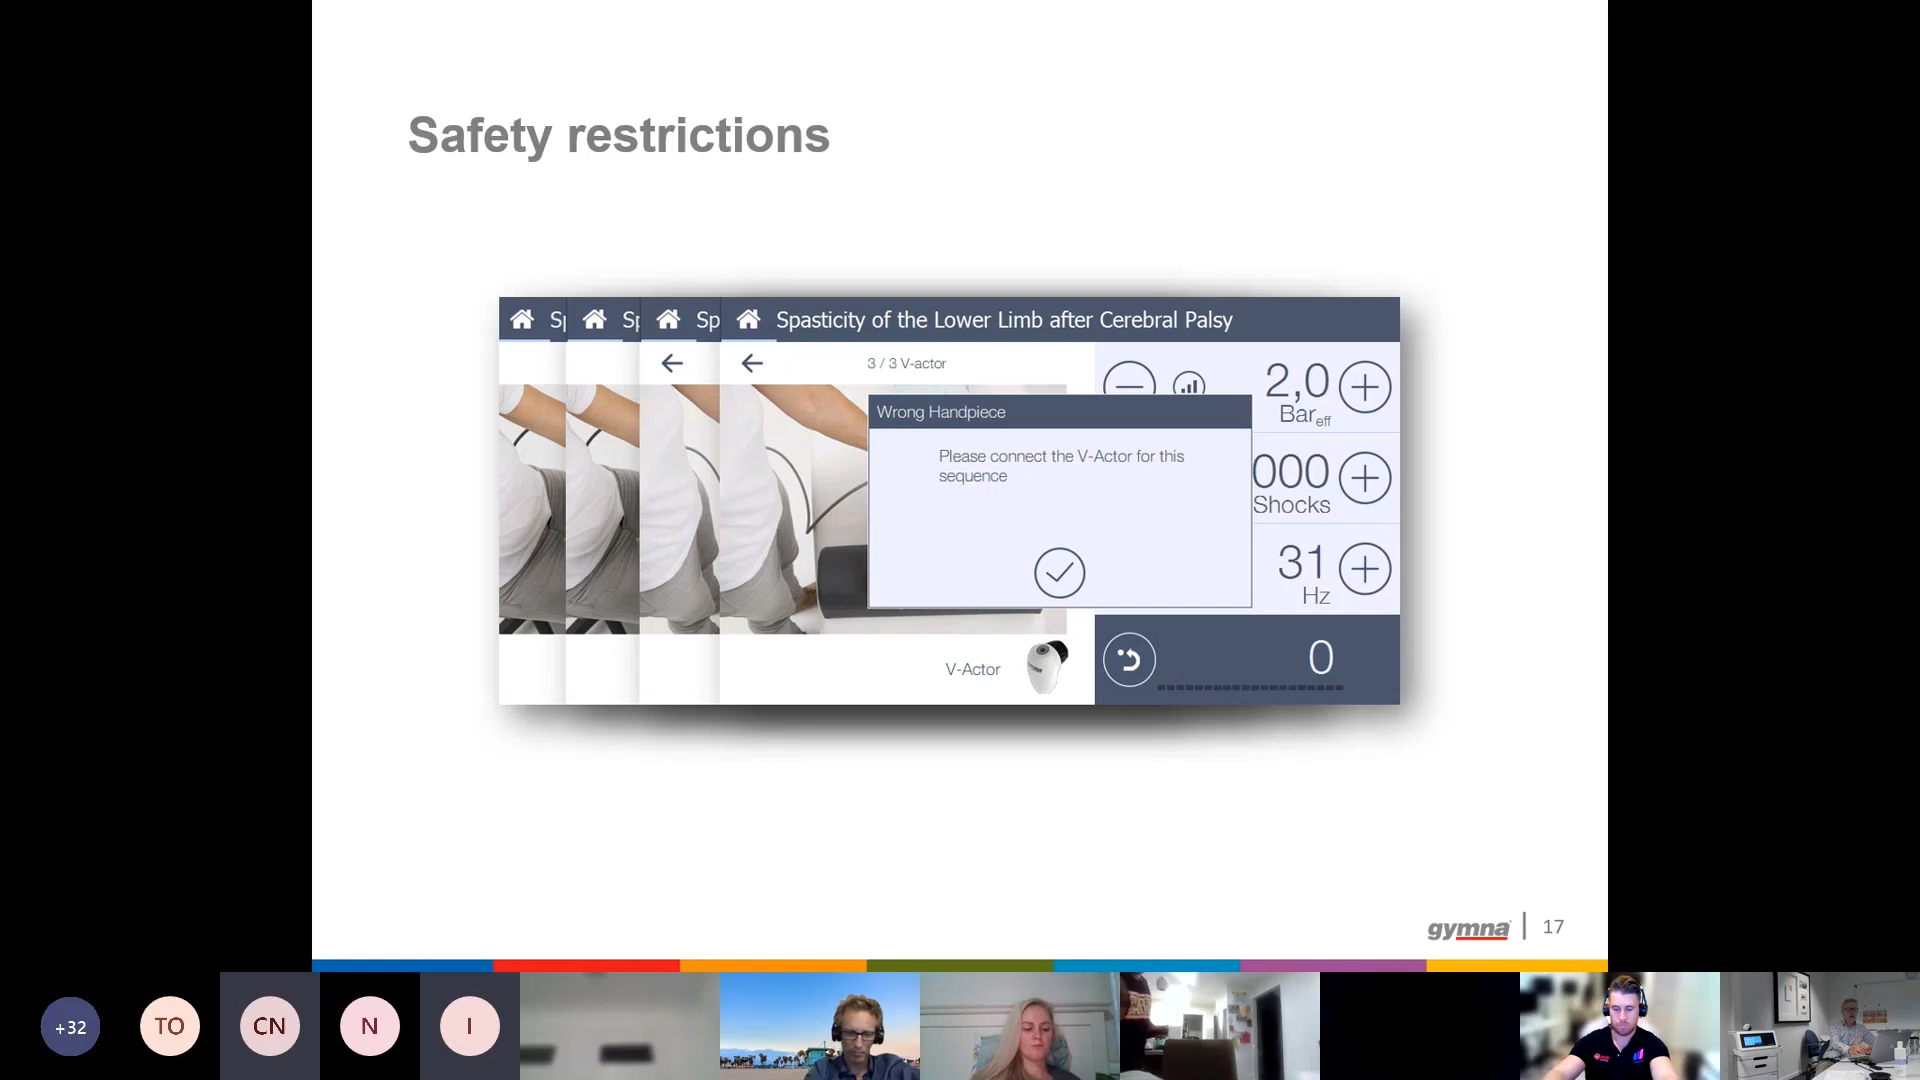 Safety restrictions
Sp
Sp
Sp
Spasticity of the Lower Limb after Cerebral Palsy
3 / 3 V-actor
2,0
Bareff
Wrong Handpiece
Please connect the V-Actor for this
sequence
000
Shocks
31
Hz
V-Actor
0
gymna
17
+32
TO
CN
N
I